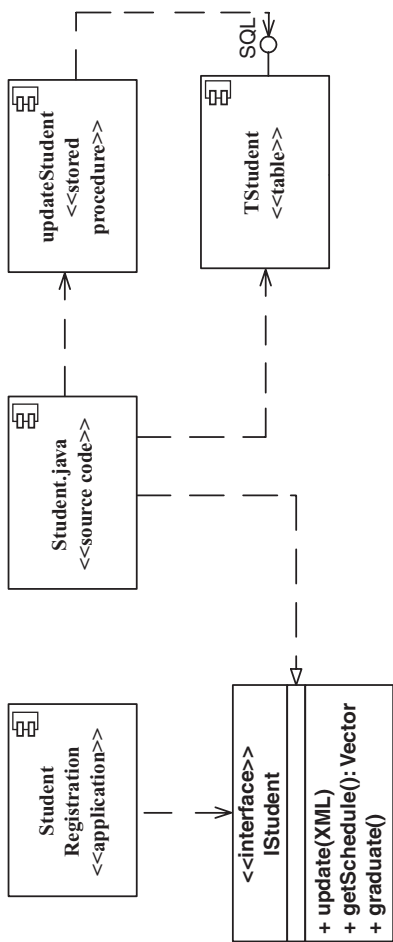 Student
Registration
<<application>>
Student.java
<<source code>>
updateStudent
<<stored
procedure>>
<<interface>>
IStudent
+ update(XML)
+ getSchedule(): Vector
+ graduate()
TStudent
<<table>>
SQL